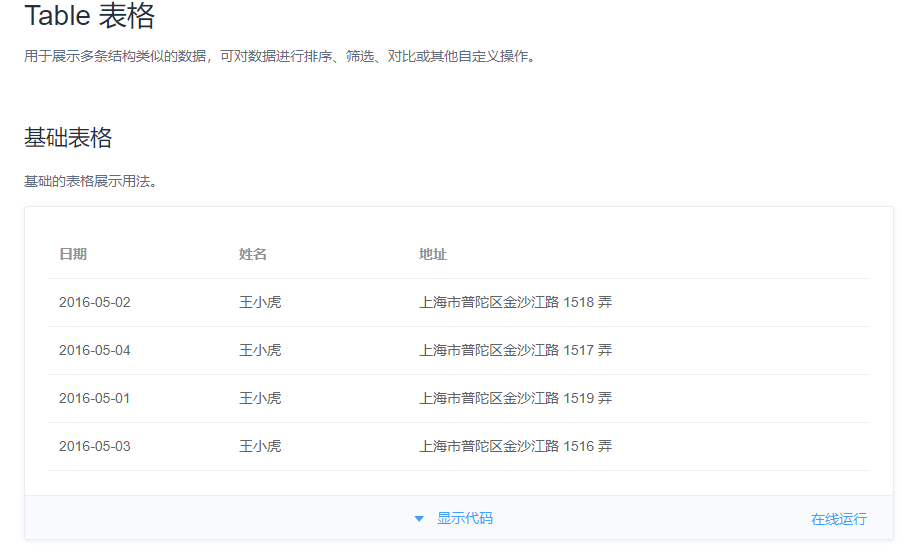 Table 表格
用于展示多条结构类似的数据，可对数据进行排序、筛选、对比或其他自定义操作。
基础表格
基础的表格展示用法。
日期 姓名 地址
2016-05-02 王小虎 上海市普陀区金沙江路 1518 弄
2016-05-04 王小虎 上海市普陀区金沙江路 1517 弄
2016-05-01 王小虎 上海市普陀区金沙江路 1519 弄
2016-05-03 王小虎 上海市普陀区金沙江路 1516 弄
显示代码 在线运行